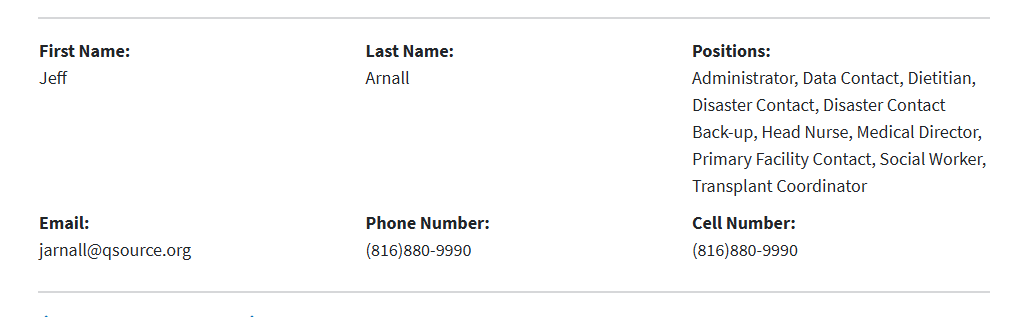 First Name:
Jeff
Last Name:
Arnall
Positions:
Administrator, Data Contact, Dietitian,
Disaster Contact, Disaster Contact
Back-up, Head Nurse, Medical Director,
Primary Facility Contact, Social Worker,
Transplant Coordinator
Email:
jarnall@qsource.org
Phone Number:
(816)880-9990
Cell Number:
(816)880-9990